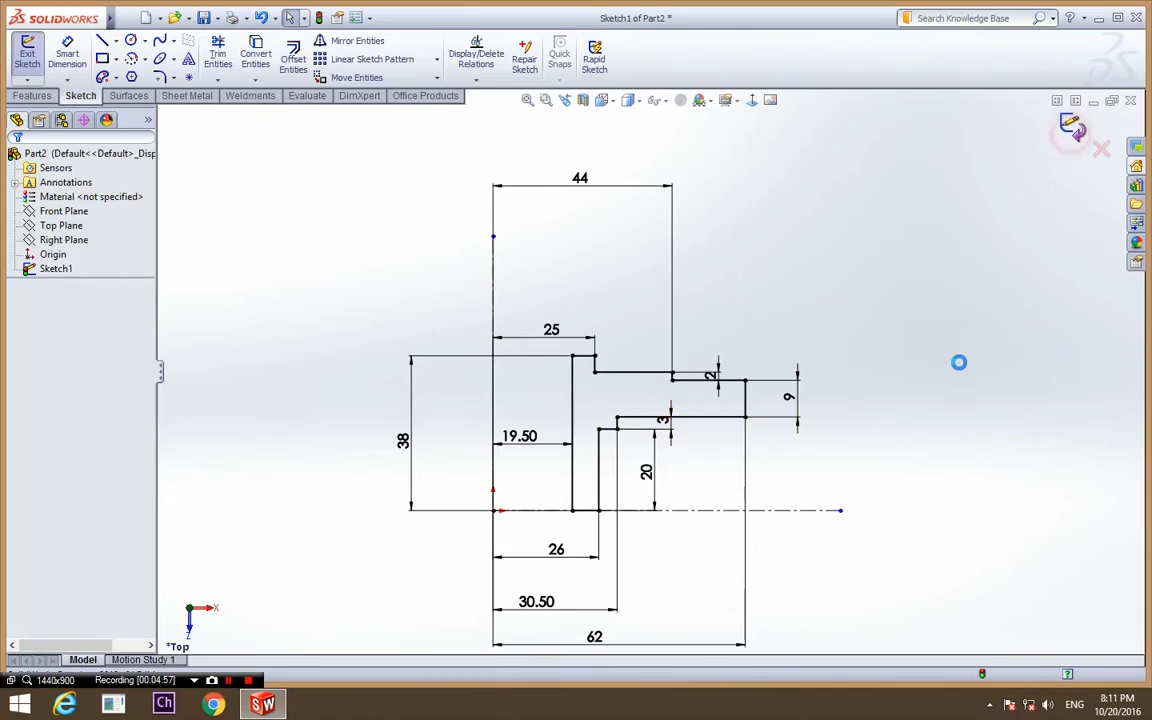 SOLIDWORKS
Sketch1 of Part2 *
Search Knowledge Base
Exit Sketch
Smart Dimension
Trim Entities
Convert Entities
Offset Entities
Mirror Entities
Linear Sketch Pattern
Move Entities
Display/Delete Relations
Repair Sketch
Quick Snaps
Rapid Sketch
Features
Sketch
Surfaces
Sheet Metal
Weldments
Evaluate
DimXpert
Office Products
Part2 (Default<<Default>_Disp
Sensors
Annotations
Material <not specified>
Front Plane
Top Plane
Right Plane
Origin
Sketch1
44
25
2
9
3
38
19.50
20
26
30.50
62
X
Z
*Top
Model
Motion Study 1
1440x900
Recording [00:04:57]
Ch
SW
ENG
8:11 PM
10/20/2016